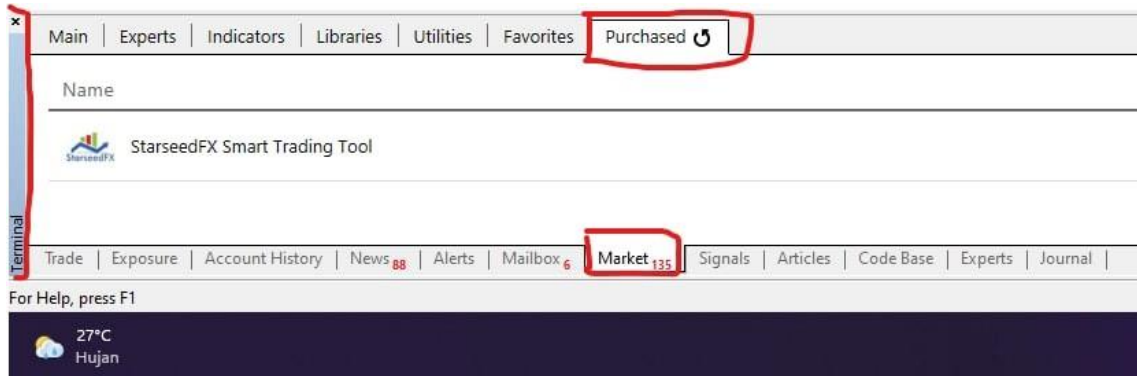 Main | Experts | Indicators | Libraries | Utilities | Favorites | Purchased
Name
StarseedFX
StarseedFX Smart Trading Tool
Terminal
Trade | Exposure | Account History | News 88 | Alerts | Mailbox 6 | Market 135 | Signals | Articles | Code Base | Experts | Journal |
For Help, press F1
27°C
Hujan